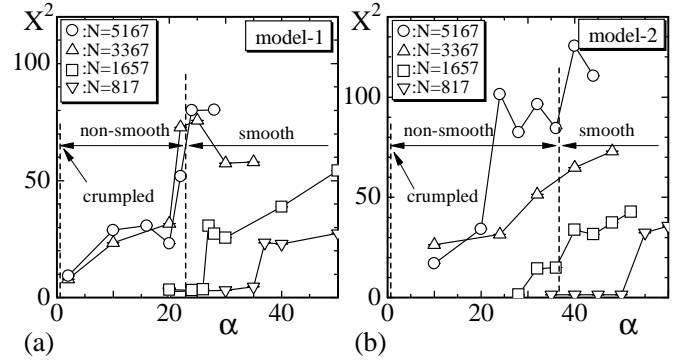 X²
100
50
0
○:N=5167
△:N=3367
□:N=1657
▽:N=817
model-1
non-smooth
smooth
crumpled
0 20 40
α
(a)
X²
100
50
0
○:N=5167
△:N=3367
□:N=1657
▽:N=817
model-2
non-smooth
smooth
crumpled
0 20 40
α
(b)